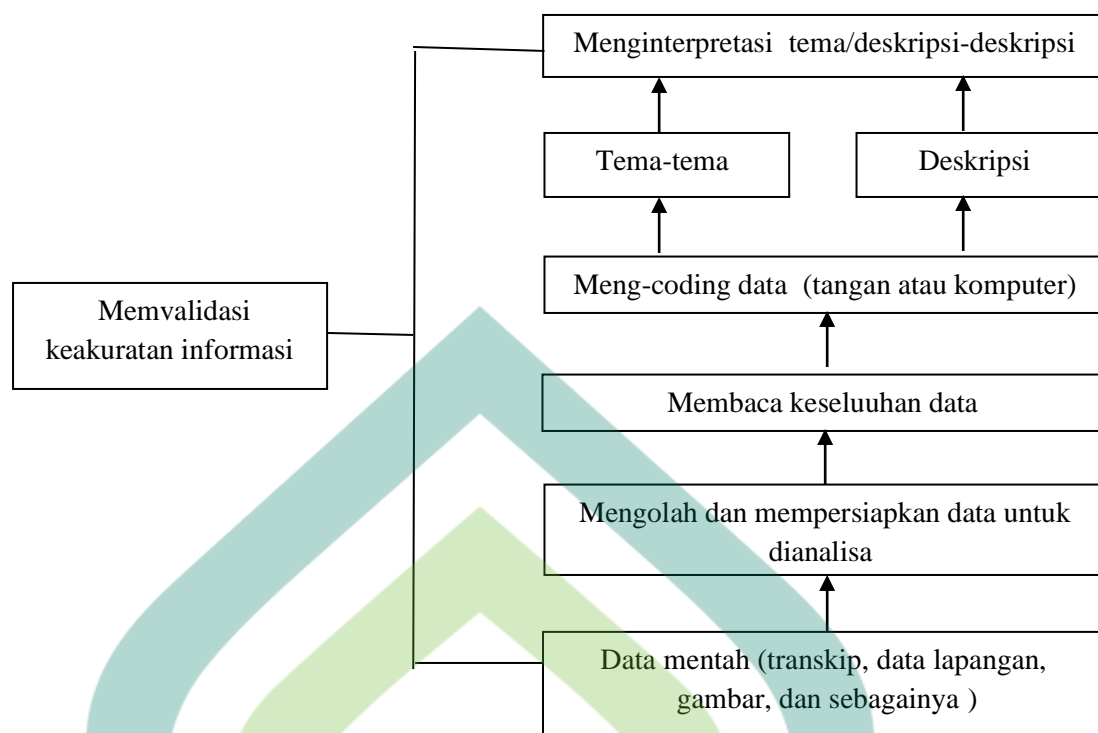 Menginterpretasi tema/deskripsi-deskripsi
Tema-tema
Deskripsi
Meng-coding data (tangan atau komputer)
Memvalidasi
keakuratan informasi
Membaca keseluuhan data
Mengolah dan mempersiapkan data untuk
dianalisa
Data mentah (transkip, data lapangan,
gambar, dan sebagainya )